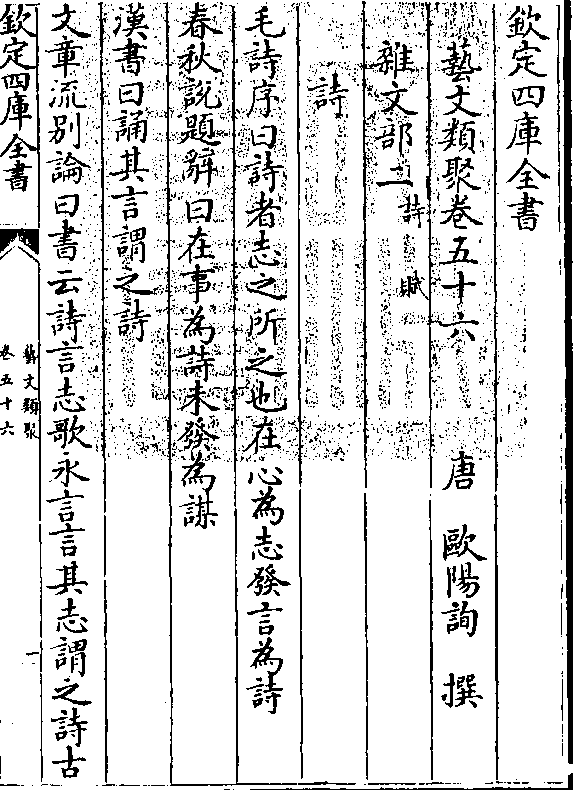 欽定四庫全書
藝文類聚卷五十六　唐　歐陽詢　撰
雜文部二　詩　賦
詩
毛詩序曰詩者志之所之也在心為志發言為詩
春秋說題辭曰在事為詩未發為謀
漢書曰誦其言謂之詩
文章流别論曰書云詩言志歌永言言其志謂之詩古
欽定四庫全書
藝文類聚
卷五十六
一